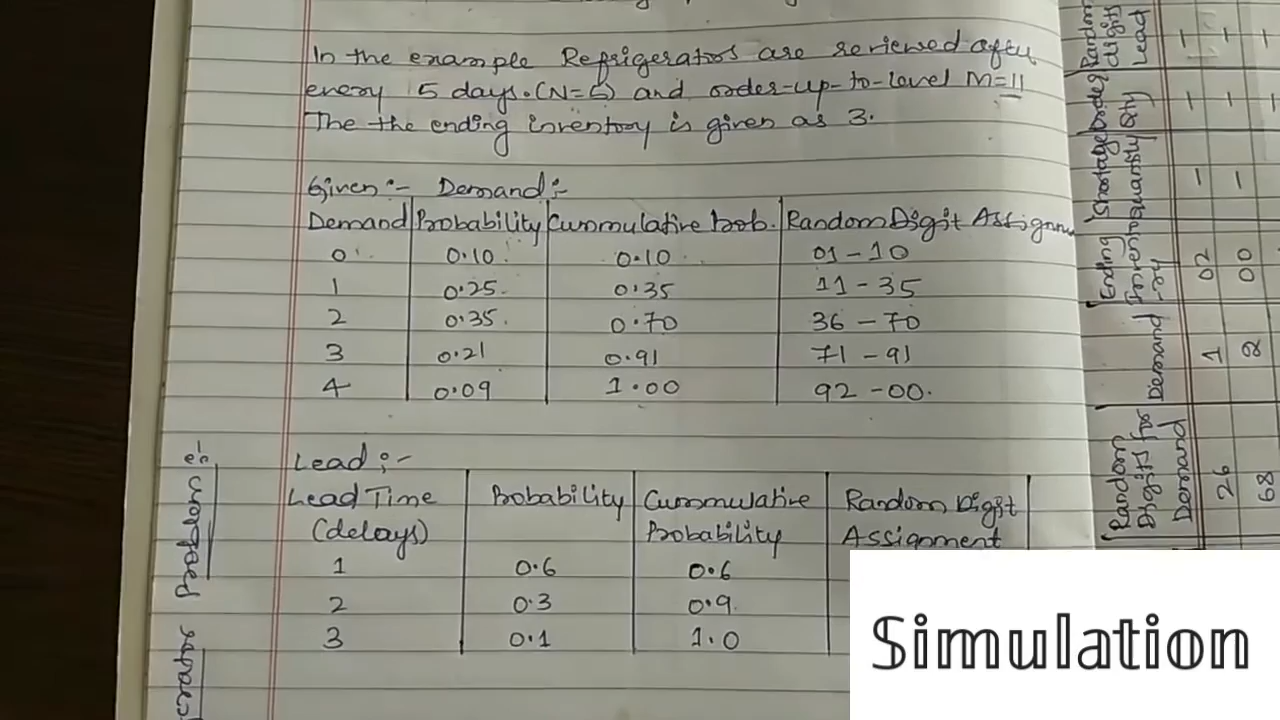 In the example Refrigerators are reviewed after
every 5 days. (N=5) and order-up-to-level M=11
The the ending inventory is given as 3.
Given :- Demand :-
Demand Probability Cummulative Prob. Random Digit Assignm
0 0.10 0.10 01 - 10
1 0.25 0.35 11 - 35
2 0.35 0.70 36 - 70
3 0.21 0.91 71 - 91
4 0.09 1.00 92 - 00.
Lead :-
Lead Time Probability Cummulative Random Digit
(delays) Probability Assignment
1 0.6 0.6
2 0.3 0.9
3 0.1 1.0
Simulation
Random Digits for Demand
Demand
Ending Inven-ry
Shortage Quantity
Order Qty
Random digits Lead
26 1 02 - - -
68 2 00 - - -